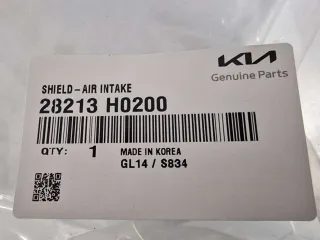 SHIELD-AIR INTAKE
KIA
Genuine Parts
28213 H0200
QTY: 1 MADE IN KOREA
GL14 / S834